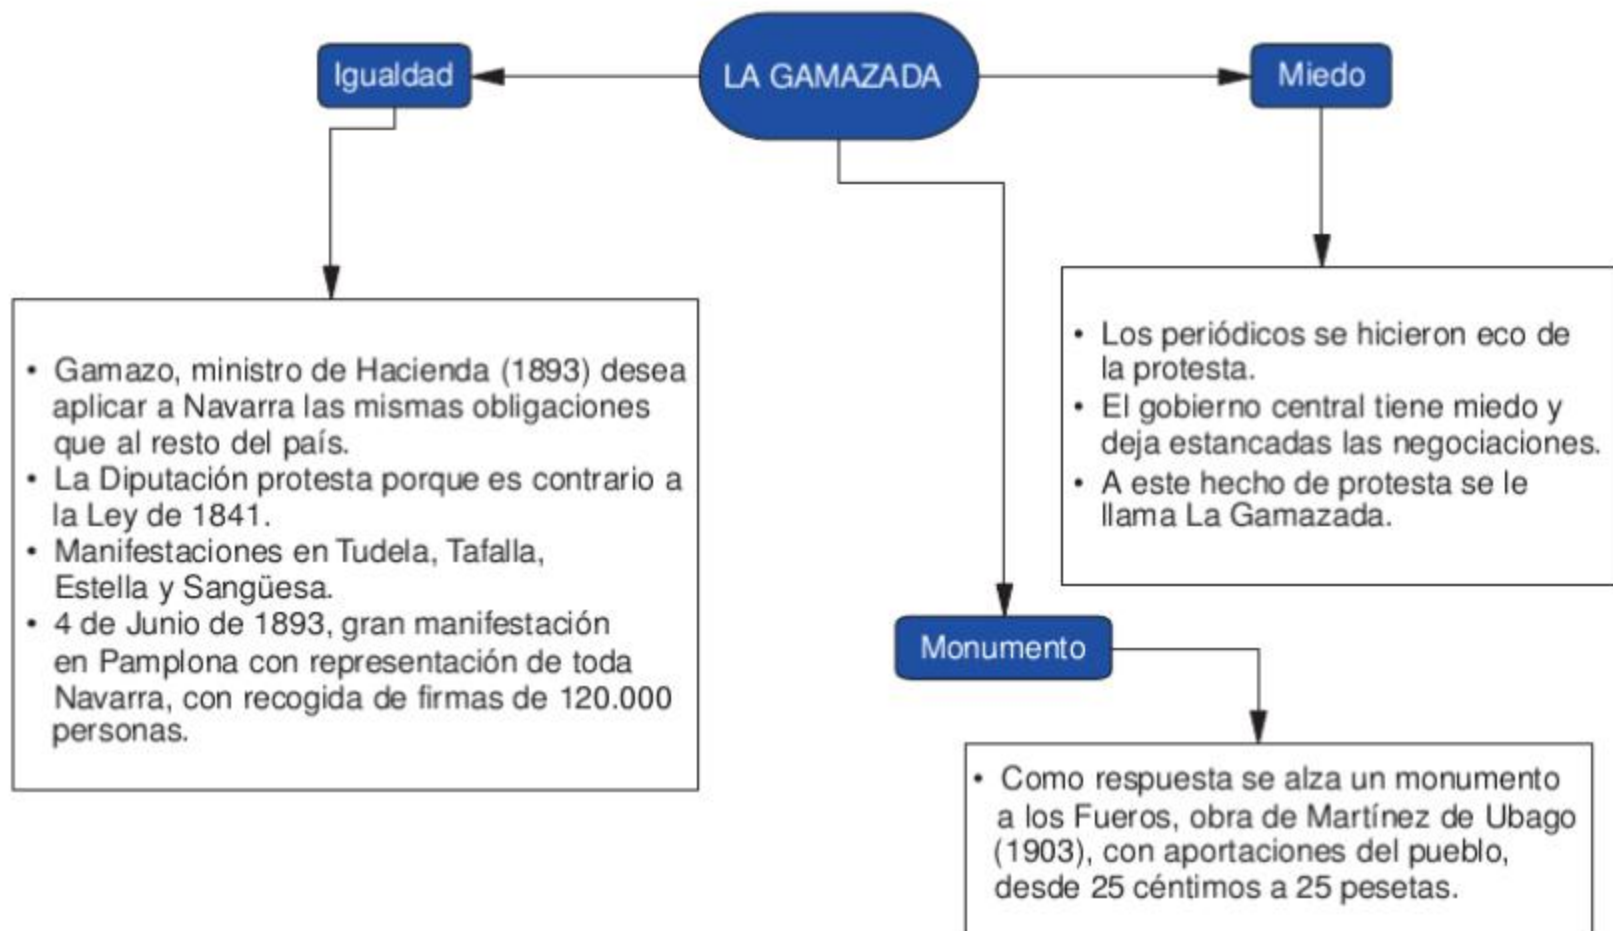 LA GAMAZADA
Igualdad
• Gamazo, ministro de Hacienda (1893) desea
aplicar a Navarra las mismas obligaciones
que al resto del país.
• La Diputación protesta porque es contrario a
la Ley de 1841.
• Manifestaciones en Tudela, Tafalla,
Estella y Sangüesa.
• 4 de Junio de 1893, gran manifestación
en Pamplona con representación de toda
Navarra, con recogida de firmas de 120.000
personas.
Miedo
• Los periódicos se hicieron eco de
la protesta.
• El gobierno central tiene miedo y
deja estancadas las negociaciones.
• A este hecho de protesta se le
llama La Gamazada.
Monumento
• Como respuesta se alza un monumento
a los Fueros, obra de Martínez de Ubago
(1903), con aportaciones del pueblo,
desde 25 céntimos a 25 pesetas.